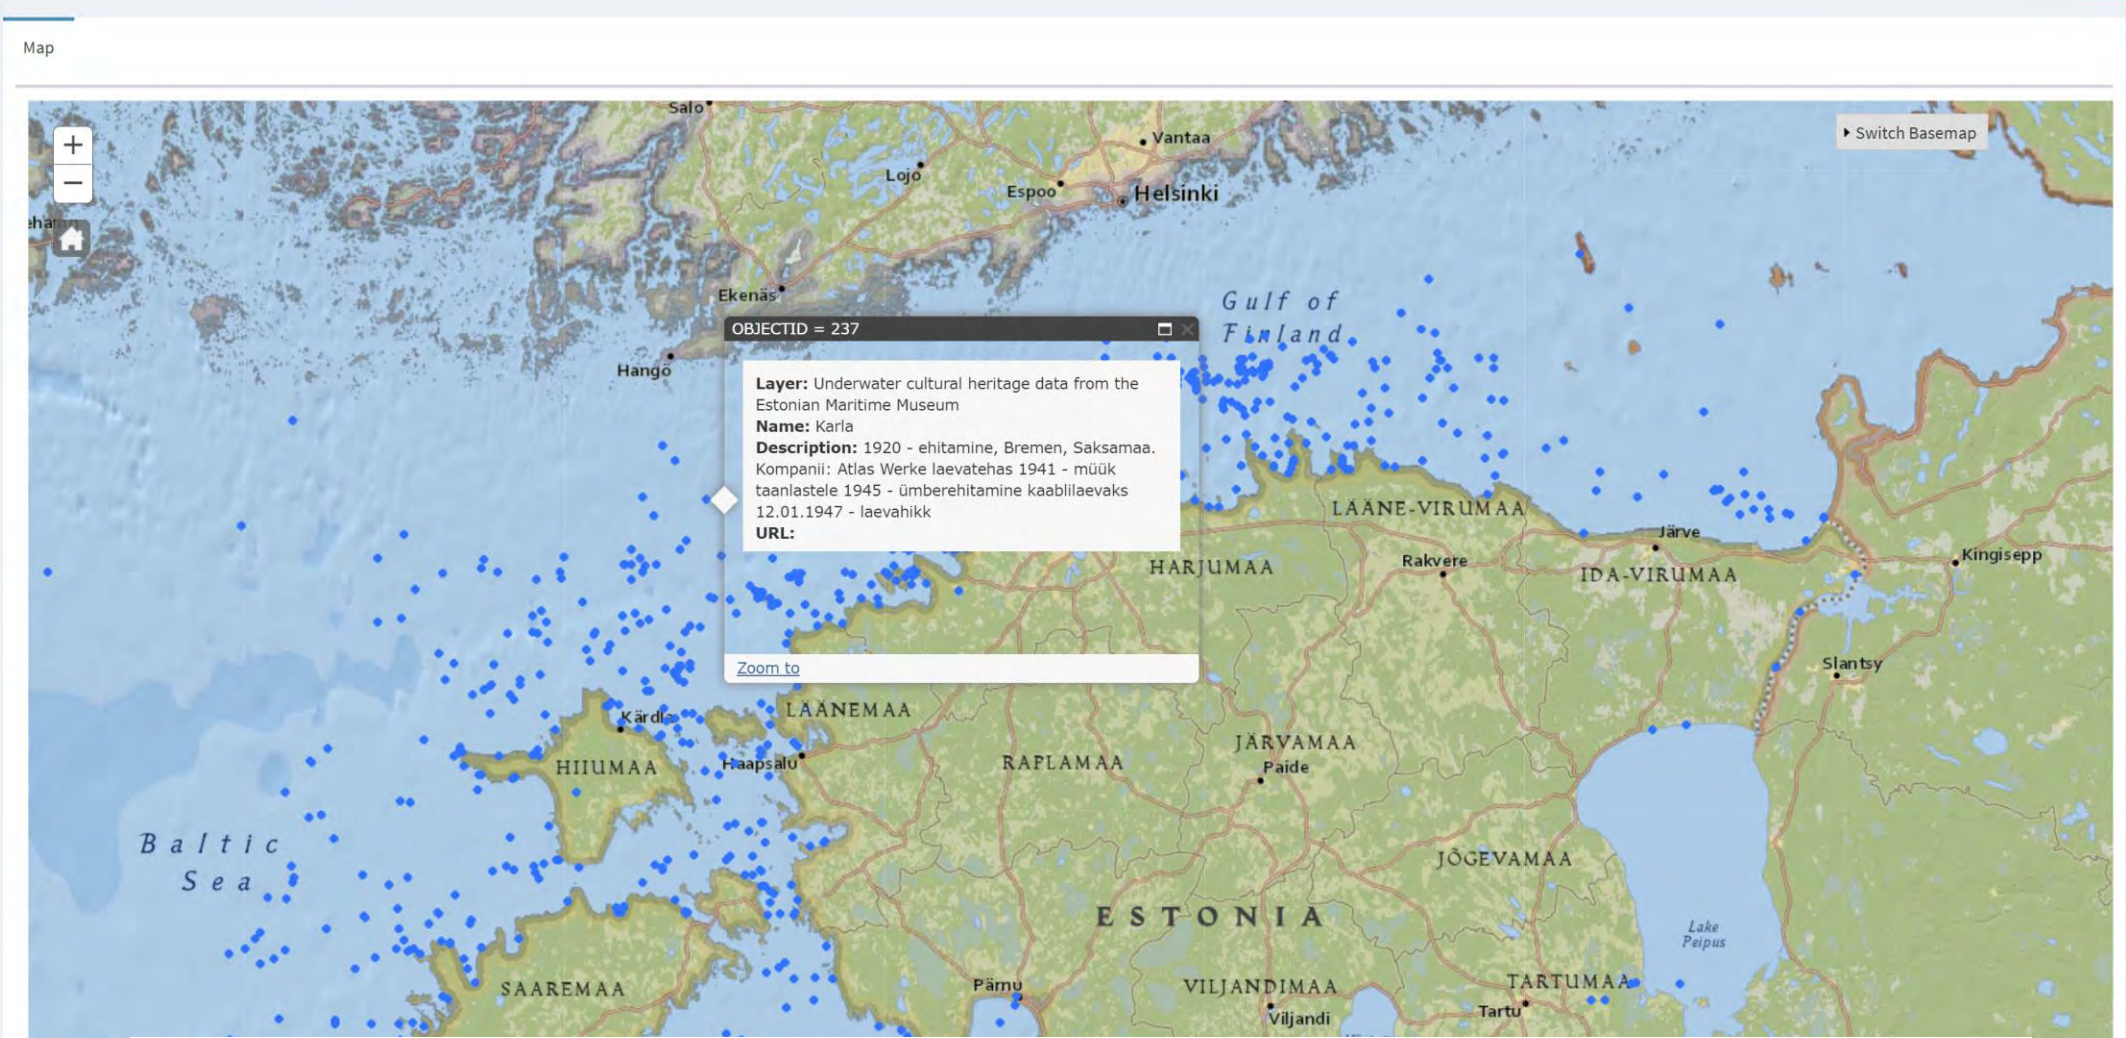 Map
Salo
Vantaa
Switch Basemap
+
Lojo
Espoo
Helsinki
−
Ekenäs
Gulf of
Finland
OBJECTID = 237
Hangö
Layer: Underwater cultural heritage data from the
Estonian Maritime Museum
Name: Karla
Description: 1920 - ehitamine, Bremen, Saksamaa.
Kompanii: Atlas Werke laevatehas 1941 - müük
taanlastele 1945 - ümberehitamine kaablilaevaks
12.01.1947 - laevahikk
URL:
LÄÄNE-VIRUMAA
Järve
Kingisepp
HARJUMAA
Rakvere
IDA-VIRUMAA
Slantsy
Zoom to
LÄÄNEMAA
Kärdla
JÄRVAMAA
HIIUMAA
Haapsalu
RAPLAMAA
Paide
Baltic
Sea
JÕGEVAMAA
ESTONIA
Lake
Peipus
SAAREMAA
Pärnu
VILJANDIMAA
TARTUMAA
Viljandi
Tartu